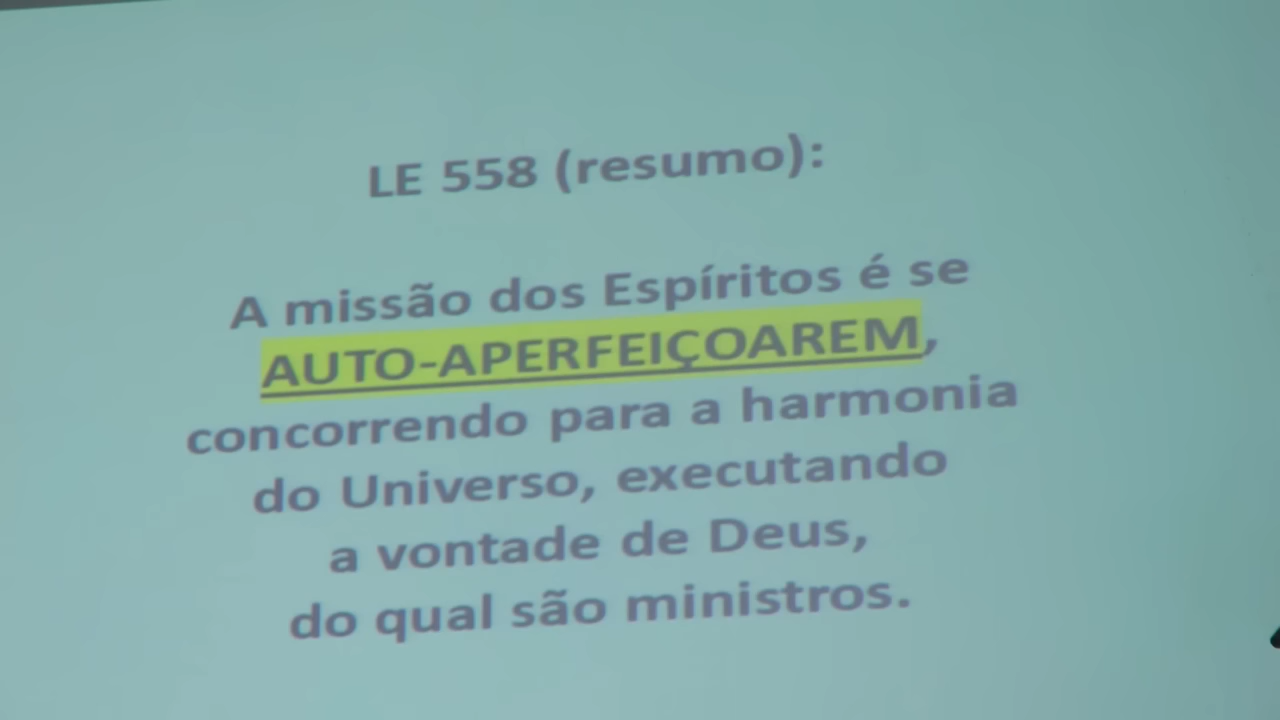 LE 558 (resumo):
A missão dos Espíritos é se
AUTO-APERFEIÇOAREM,
concorrendo para a harmonia
do Universo, executando
a vontade de Deus,
do qual são ministros.